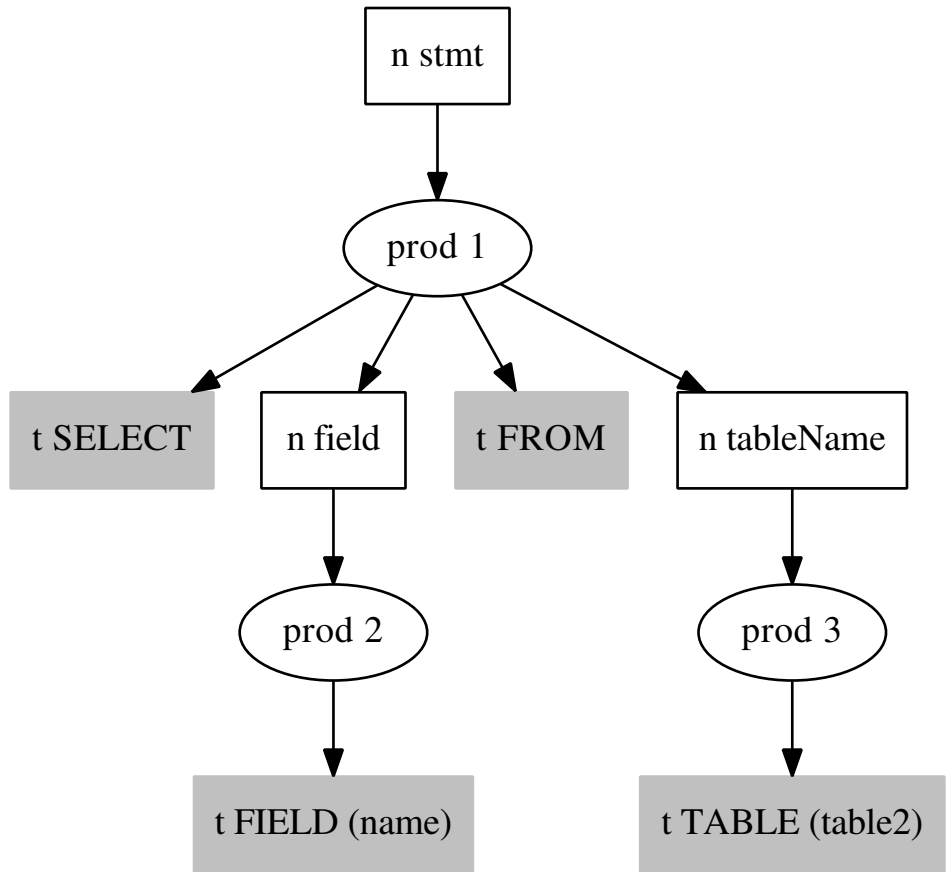 n stmt
prod 1
t SELECT
n field
t FROM
n tableName
prod 2
prod 3
t FIELD (name)
t TABLE (table2)